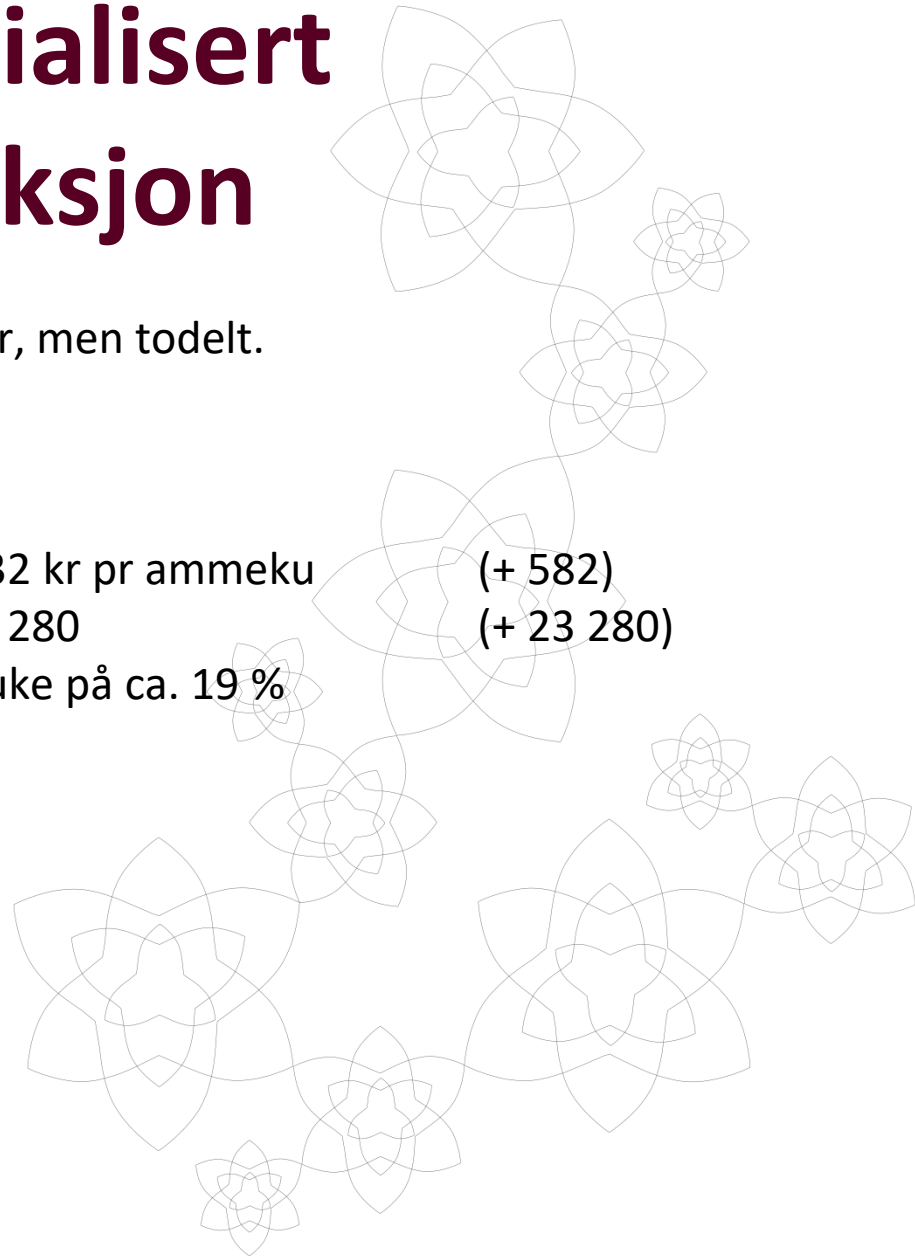 ialisert
ksjon
r, men todelt.
32 kr pr ammeku (+ 582)
280 (+ 23 280)
uke på ca. 19 %